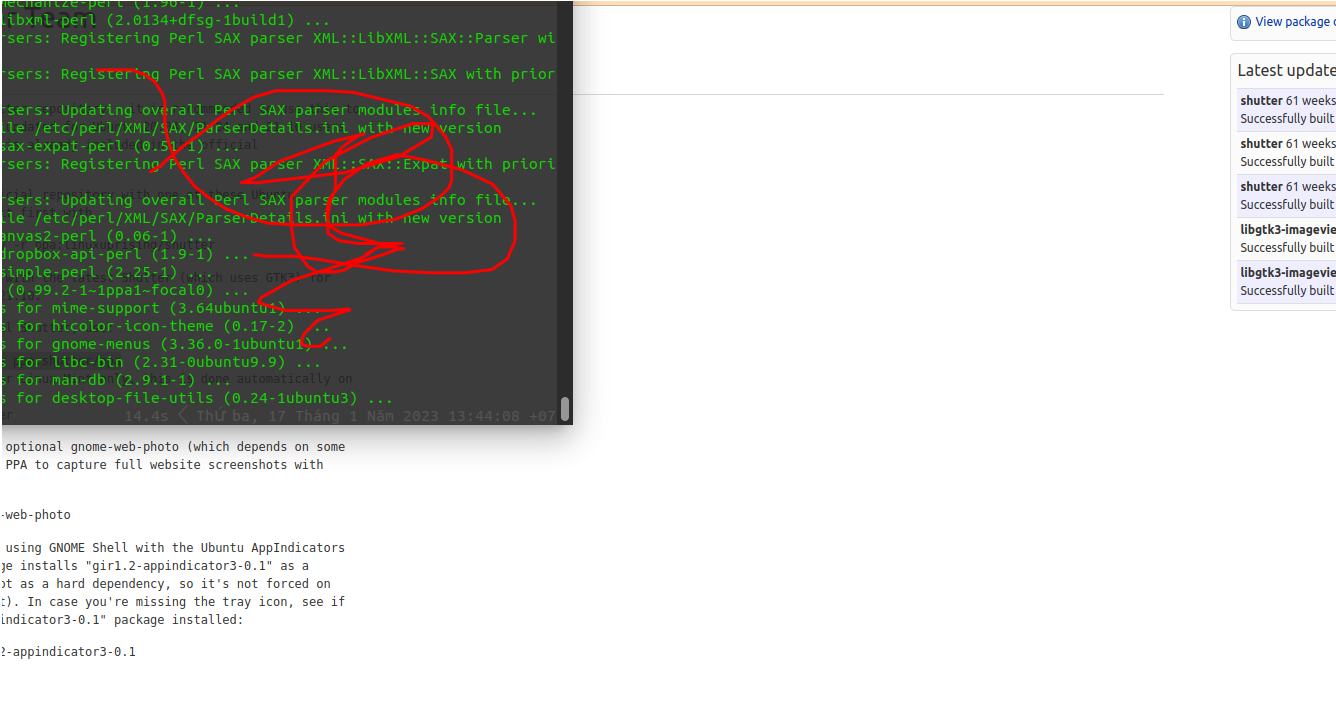 echanize-perl (1.96-1) ...
libxml-perl (2.0134+dfsg-1build1) ...
rsers: Registering Perl SAX parser XML::LibXML::SAX::Parser wi
rsers: Registering Perl SAX parser XML::LibXML::SAX with prior
rsers: Updating overall Perl SAX parser modules info file...
ile /etc/perl/XML/SAX/ParserDetails.ini with new version
sax-expat-perl (0.51-1) ...
rsers: Registering Perl SAX parser XML::SAX::Expat with priori
rsers: Updating overall Perl SAX parser modules info file...
ile /etc/perl/XML/SAX/ParserDetails.ini with new version
anvas2-perl (0.06-1) ...
dropbox-api-perl (1.9-1) ...
simple-perl (2.25-1) ...
(0.99.2-1~1ppa1~focal0) ...
s for mime-support (3.64ubuntu1) ...
s for hicolor-icon-theme (0.17-2) ...
s for gnome-menus (3.36.0-1ubuntu1) ...
s for libc-bin (2.31-0ubuntu9.9) ...
s for man-db (2.9.1-1) ...
s for desktop-file-utils (0.24-1ubuntu3) ...
14.4s < Thứ ba, 17 Tháng 1 Năm 2023 13:44:08 +07
optional gnome-web-photo (which depends on some
PPA to capture full website screenshots with
-web-photo
using GNOME Shell with the Ubuntu AppIndicators
ge installs "gir1.2-appindicator3-0.1" as a
ot as a hard dependency, so it's not forced on
t). In case you're missing the tray icon, see if
indicator3-0.1" package installed:
2-appindicator3-0.1
View package
Latest update
shutter 61 weeks
Successfully built
shutter 61 weeks
Successfully built
shutter 61 weeks
Successfully built
libgtk3-imagevie
Successfully built
libgtk3-imagevie
Successfully built